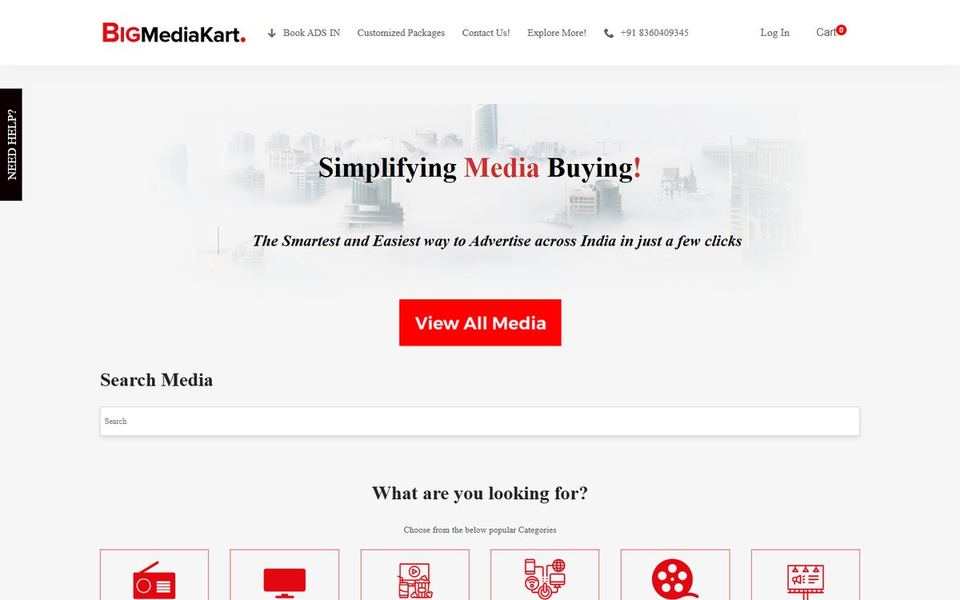 BIGMediaKart.
Book ADS IN
Customized Packages
Contact Us!
Explore More!
+91 8360409345
Log In
Cart
0
NEED HELP?
Simplifying Media Buying!
The Smartest and Easiest way to Advertise across India in just a few clicks
View All Media
Search Media
Search
What are you looking for?
Choose from the below popular Categories